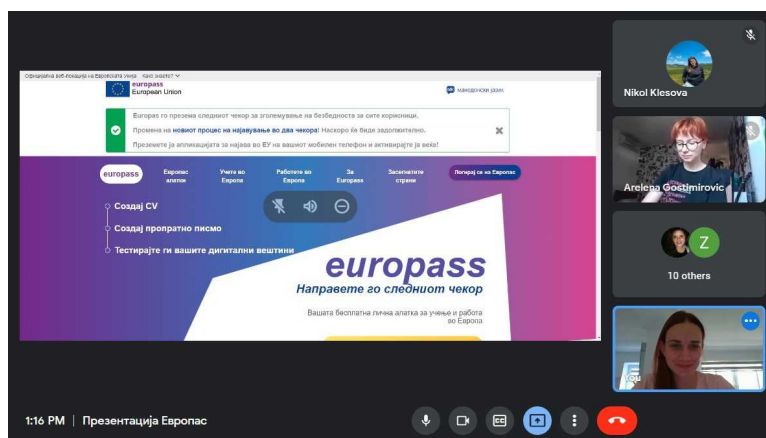 Официјална веб-локација на Европската Унија Како знаете?
europass
European Union
македонски јазик
Europass го презема следниот чекор за зголемување на безбедноста за сите корисници.
Промена на новиот процес на најавување во два чекора! Наскоро ќе биде задолжително.
Преземете ја апликацијата за најава во ЕУ на вашиот мобилен телефон и активирајте ја веќе!
europass
Европас алатки
Учете во Европа
Работете во Европа
За Europass
Засегнатите страни
Логирај се на Европас
Создај CV
Создај пропратно писмо
Тестирајте ги вашите дигитални вештини
europass
Направете го следниот чекор
Вашата бесплатна лична алатка за учење и работа
во Европа
Nikol Klesova
Arelena Gostimirovic
Z
10 others
You
1:16 PM | Презентација Европас
CC